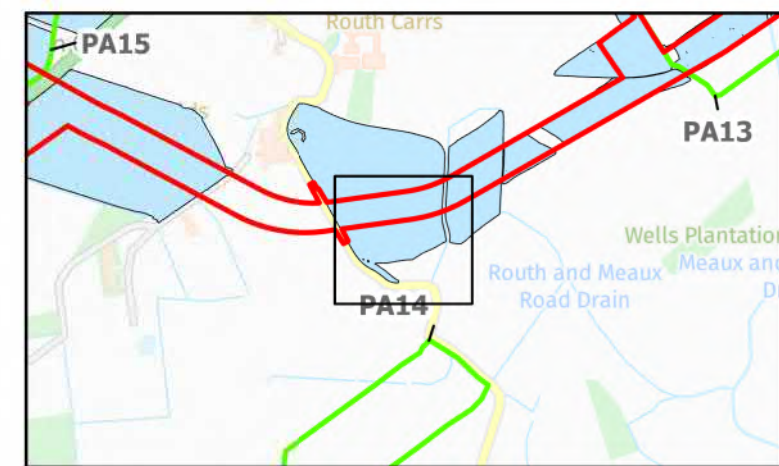 Routh Carrs
PA15
PA13
Wells Plantation
Routh and Meaux
Road Drain
Meaux and
PA14